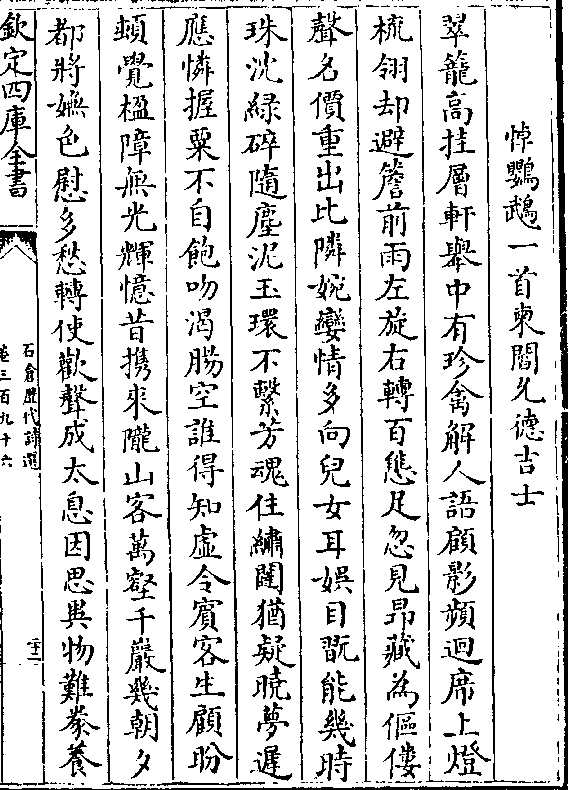 悼鸚鵡一首柬閻允德吉士
翠籠高挂層軒舉中有珍禽解人語顧影頻迴席上燈
梳翎却避簷前雨左旋右轉百態足忽見昂藏為傴僂
聲名價重出比隣婉孌情多向兒女耳娛目翫能幾時
珠沈綠碎隨塵泥玉環不繫芳魂住繡闥猶疑曉夢遲
應憐握粟不自飽吻渴腸空誰得知虛令賓客生顧盼
頓覺楹障無光輝憶昔攜來隴山客萬壑千巖幾朝夕
都將嫵色慰多愁轉使歡聲成太息因思異物難豢養
欽定四庫全書
石倉歷代詩選
卷三百九十六
二十一